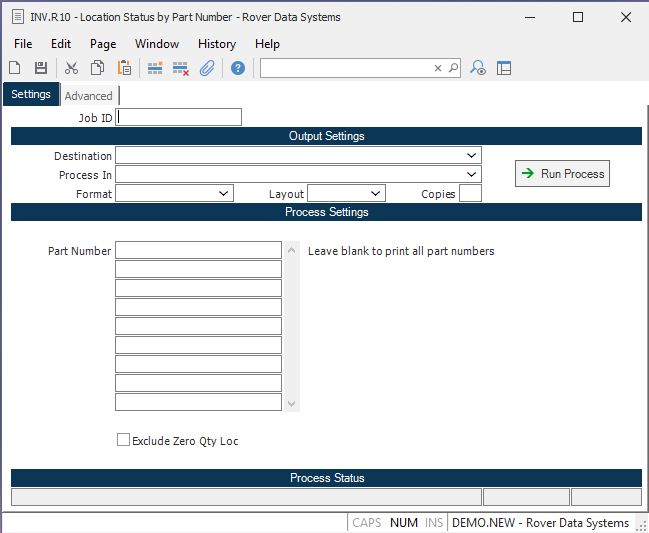 INV.R10 - Location Status by Part Number - Rover Data Systems
File Edit Page Window History Help
Settings Advanced
Job ID
Output Settings
Destination
Process In
Run Process
Format Layout Copies
Process Settings
Part Number Leave blank to print all part numbers
Exclude Zero Qty Loc
Process Status
CAPS NUM INS DEMO.NEW - Rover Data Systems